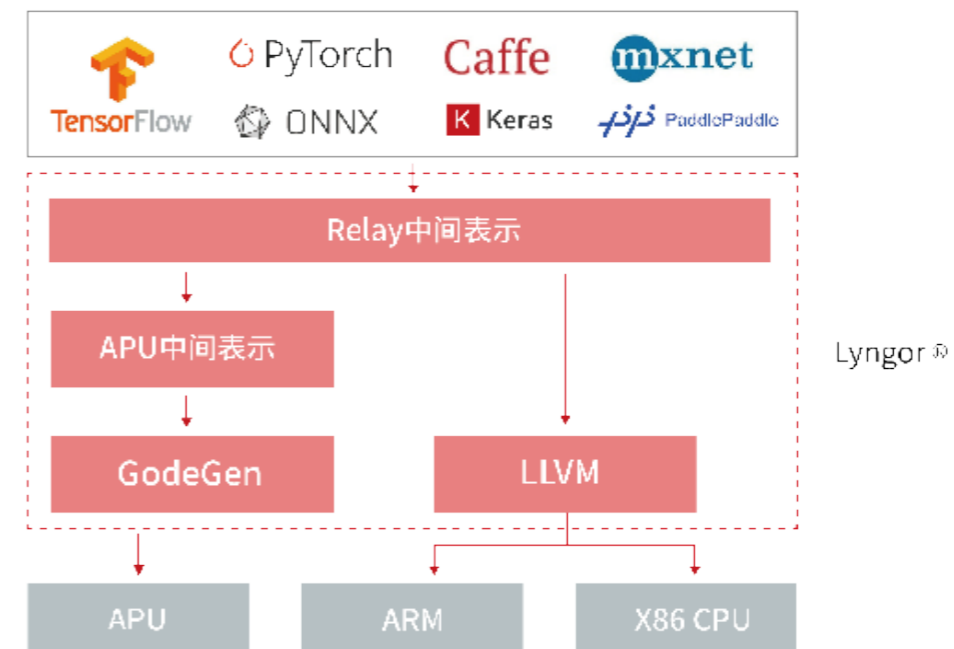 TensorFlow
PyTorch
Caffe
mxnet
ONNX
K Keras
PaddlePaddle
Relay中间表示
APU中间表示
GodeGen
LLVM
Lyngor ®
APU
ARM
X86 CPU